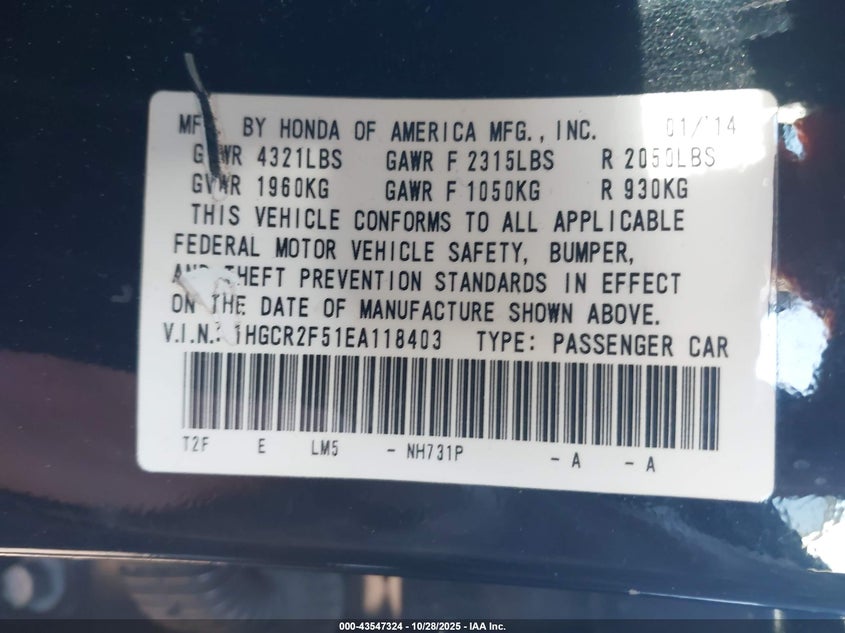 MFD BY HONDA OF AMERICA MFG., INC. 01/'14
GVWR 4321LBS GAWR F 2315LBS R 2050LBS
GVWR 1960KG GAWR F 1050KG R 930KG
THIS VEHICLE CONFORMS TO ALL APPLICABLE
FEDERAL MOTOR VEHICLE SAFETY, BUMPER,
AND THEFT PREVENTION STANDARDS IN EFFECT
ON THE DATE OF MANUFACTURE SHOWN ABOVE.
V.I.N.: 1HGCR2F51EA118403 TYPE: PASSENGER CAR
T2F E LM5 - NH731P - A - A
000-43547324 - 10/28/2025 - IAA Inc.